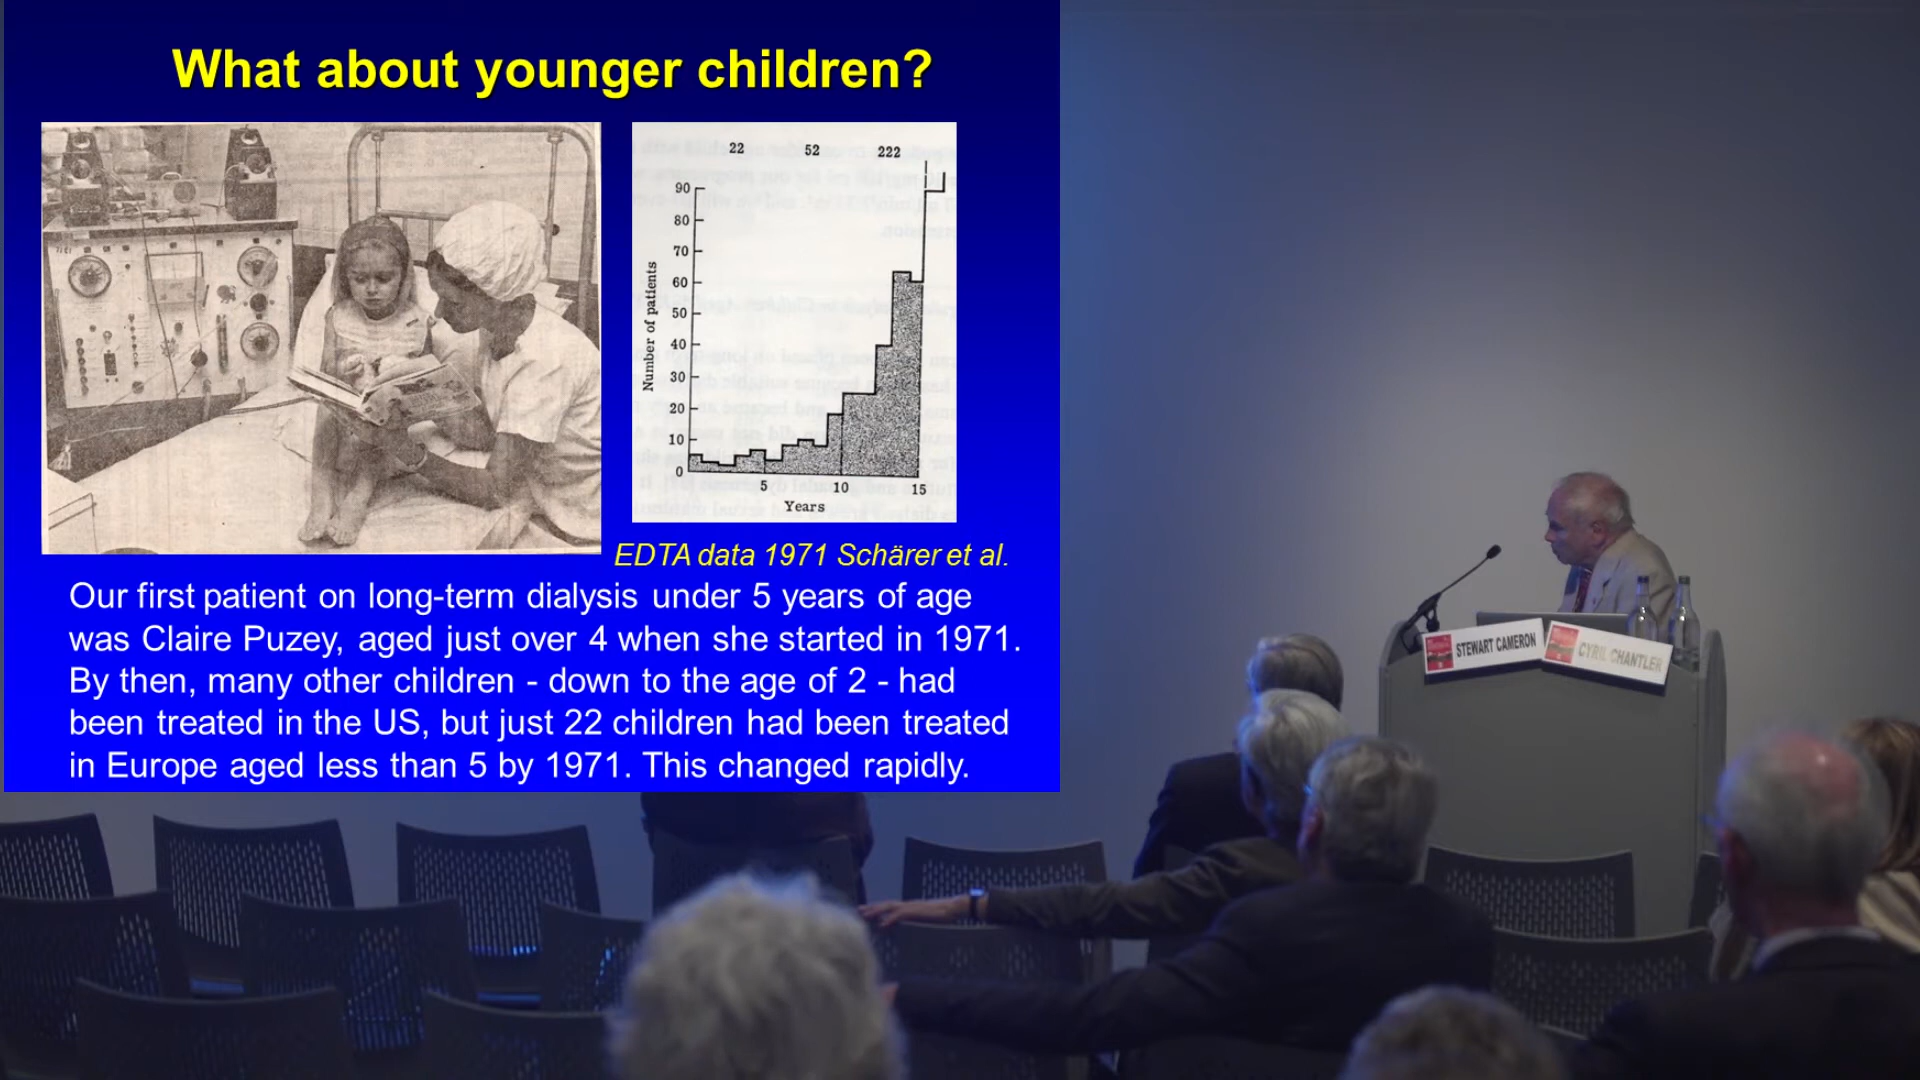 What about younger children?
22 52 222
90
80
70
60
50
40
30
20
10
0
Number of patients
5 10 15
Years
EDTA data 1971 Schärer et al.
Our first patient on long-term dialysis under 5 years of age
was Claire Puzey, aged just over 4 when she started in 1971.
By then, many other children - down to the age of 2 - had
been treated in the US, but just 22 children had been treated
in Europe aged less than 5 by 1971. This changed rapidly.
STEWART CAMERON
CYRIL CHANTLER